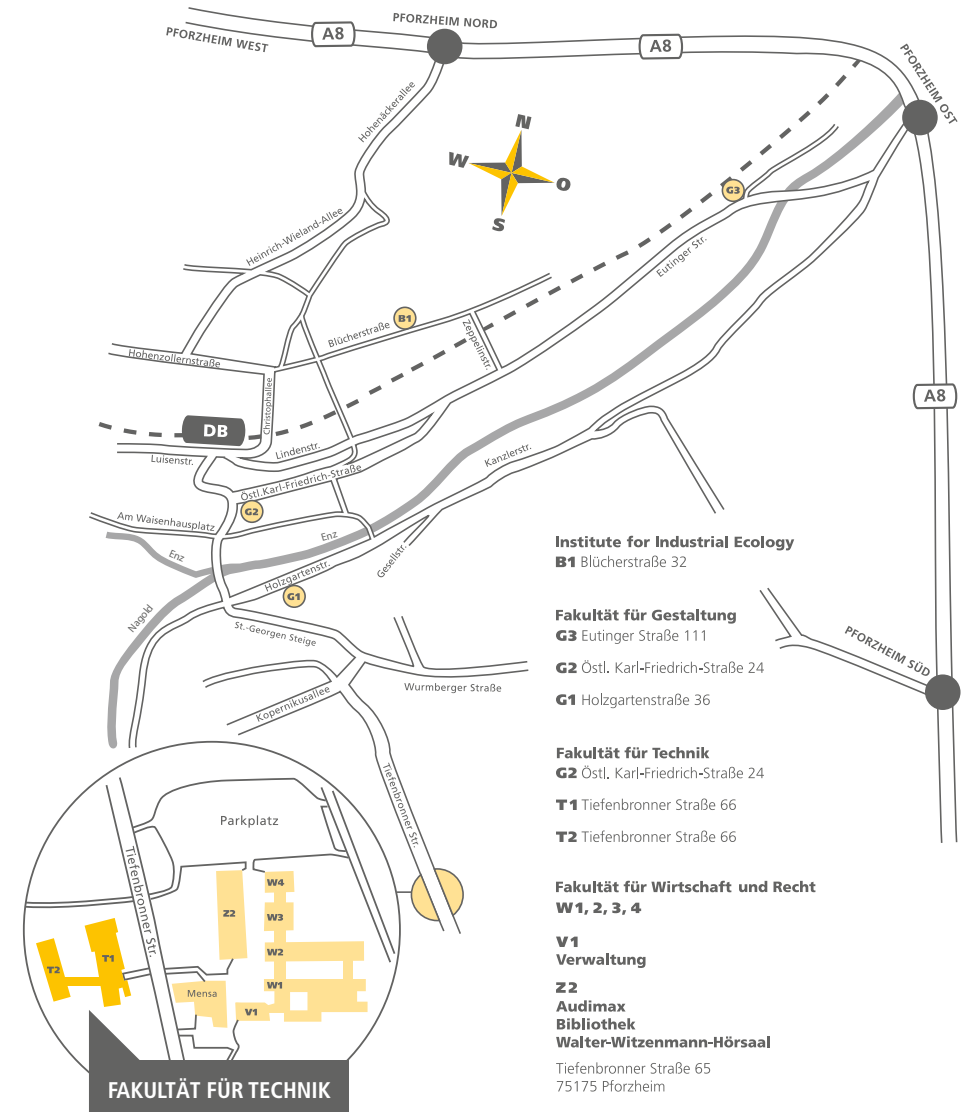 PFORZHEIM NORD
A8
PFORZHEIM WEST
A8
PFORZHEIM OST
Hohenäckerallee
N
W
O
S
G3
Heinrich-Wieland-Allee
Eutinger Str.
B1
Blücherstraße
Zeppelinstr.
Hohenzollernstraße
Christophallee
A8
DB
Luisenstr.
Lindenstr.
Kanzlerstr.
Östl.Karl-Friedrich-Straße
G2
Am Waisenhausplatz
Enz
Enz
Gesellstr.
Holzgartenstr.
G1
Nagold
St.-Georgen Steige
Wurmberger Straße
Kopernikusallee
Tiefenbronner Str.
PFORZHEIM SÜD
Institute for Industrial Ecology
B1 Blücherstraße 32
Fakultät für Gestaltung
G3 Eutinger Straße 111
G2 Östl. Karl-Friedrich-Straße 24
G1 Holzgartenstraße 36
Fakultät für Technik
G2 Östl. Karl-Friedrich-Straße 24
T1 Tiefenbronner Straße 66
T2 Tiefenbronner Straße 66
Fakultät für Wirtschaft und Recht
W1, 2, 3, 4
V1
Verwaltung
Z2
Audimax
Bibliothek
Walter-Witzenmann-Hörsaal
Tiefenbronner Straße 65
75175 Pforzheim
Parkplatz
Tiefenbronner Str.
W4
Z2
W3
W2
T1
T2
W1
Mensa
V1
FAKULTÄT FÜR TECHNIK